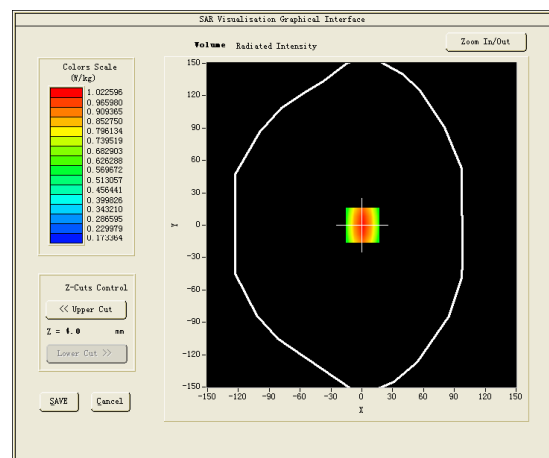 SAR Visualisation Graphical Interface
Volume Radiated Intensity
Zoom In/Out
Colors Scale
(W/kg)
1.022596
0.965980
0.909365
0.852750
0.796134
0.739519
0.682903
0.626288
0.569672
0.513057
0.456441
0.399826
0.343210
0.286595
0.229979
0.173364
Z-Cuts Control
<< Upper Cut
Z = 4.0 mm
Lower Cut >>
SAVE Cancel
150
120
90
60
30
0
-30
-60
-90
-120
-150
Y
-150 -120 -90 -60 -30 0 30 60 90 120 150
X